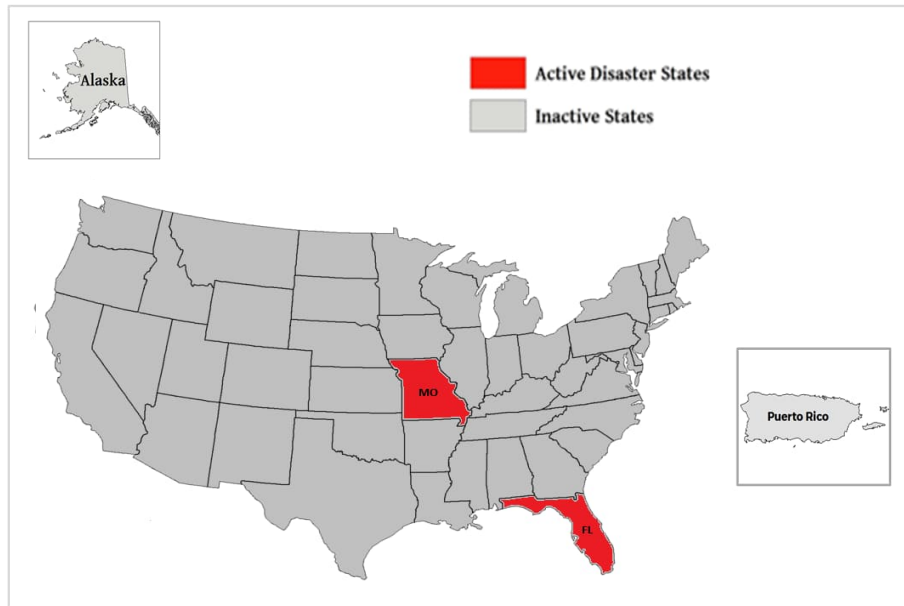 Alaska
Active Disaster States
Inactive States
MO
Puerto Rico
FL